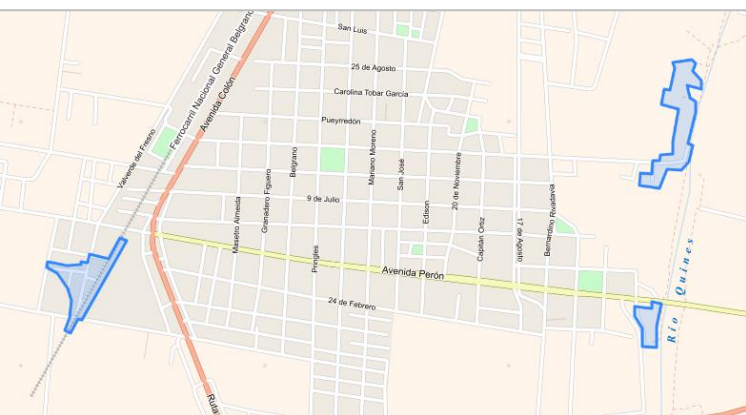 San Luis
Ferrocarril Nacional General Belgrano
Avenida Colón
25 de Agosto
Carolina Tobar García
Pueyrredón
Valverde del Fresno
Belgrano
Mariano Moreno
San José
20 de Noviembre
Granadero Figuero
Maestro Almeida
9 de Julio
Edison
Capitán Ortiz
17 de Agosto
Bernardino Rivadavia
Pringles
Avenida Perón
24 de Febrero
Río Quines
Ruta